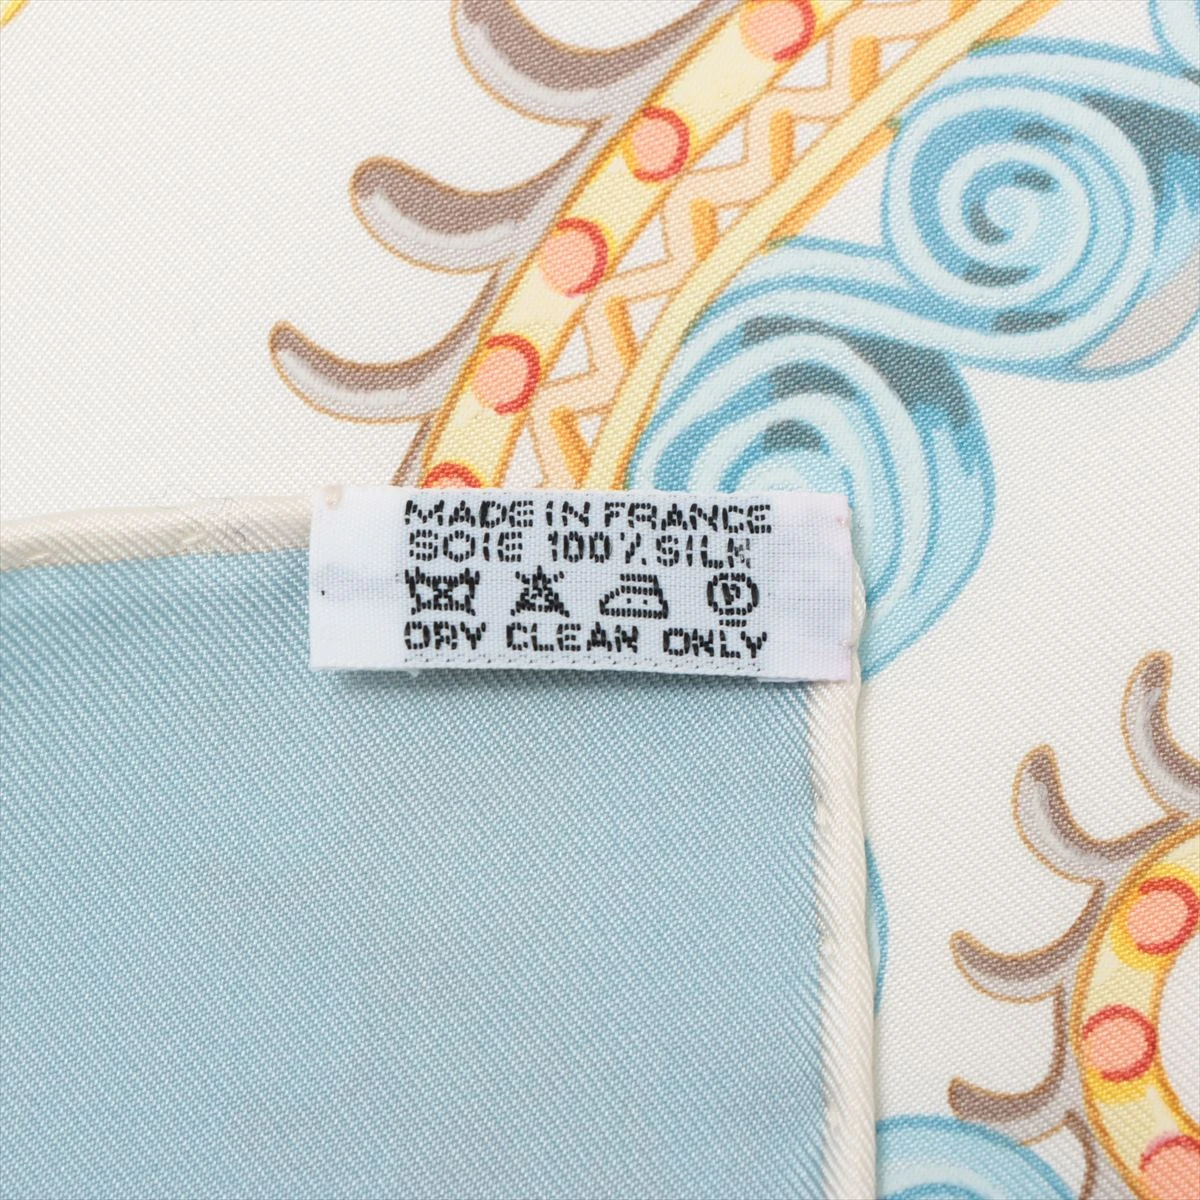 MADE IN FRANCE
SOIE 100% SILK
P
DRY CLEAN ONLY